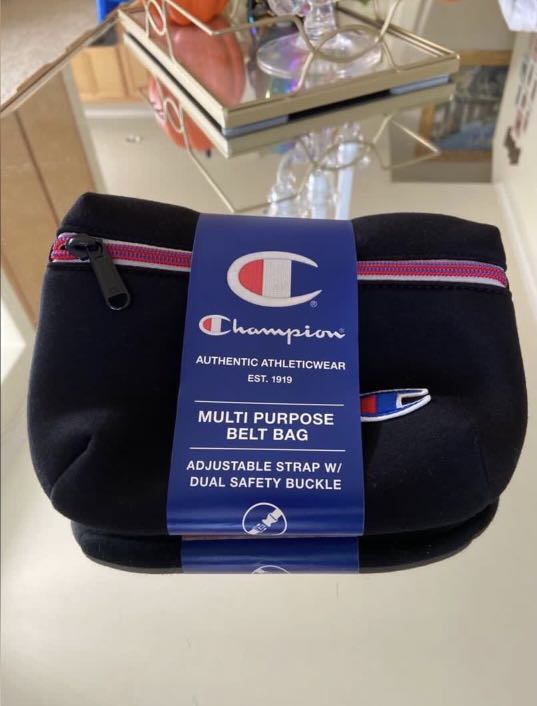 Champion®
AUTHENTIC ATHLETICWEAR
EST. 1919
MULTI PURPOSE
BELT BAG
ADJUSTABLE STRAP W/
DUAL SAFETY BUCKLE